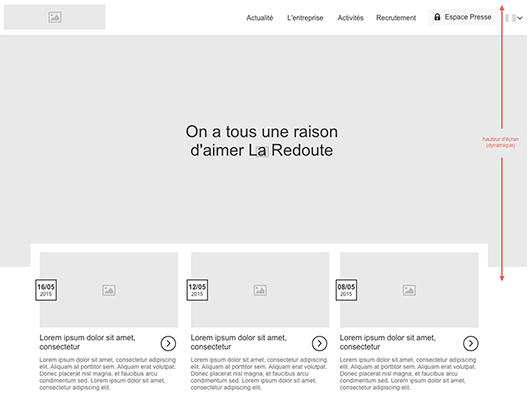 Actualité L'entreprise Activités Recrutement Espace Presse
hauteur d'écran
(dynamique)
On a tous une raison
d'aimer La Redoute
16/05
2015
12/05
2015
08/05
2015
Lorem ipsum dolor sit amet,
consectetur
Lorem ipsum dolor sit amet, consectetur adipiscing
elit. Aliquam at porttitor sem. Aliquam erat volutpat.
Donec placerat nisl magna, et faucibus arcu
condimentum sed. Lorem ipsum dolor sit amet,
consectetur adipiscing elit.
Lorem ipsum dolor sit amet,
consectetur
Lorem ipsum dolor sit amet, consectetur adipiscing
elit. Aliquam at porttitor sem. Aliquam erat volutpat.
Donec placerat nisl magna, et faucibus arcu
condimentum sed. Lorem ipsum dolor sit amet,
consectetur adipiscing elit.
Lorem ipsum dolor sit amet,
consectetur
Lorem ipsum dolor sit amet, consectetur adipiscing
elit. Aliquam at porttitor sem. Aliquam erat volutpat.
Donec placerat nisl magna, et faucibus arcu
condimentum sed. Lorem ipsum dolor sit amet,
consectetur adipiscing elit.